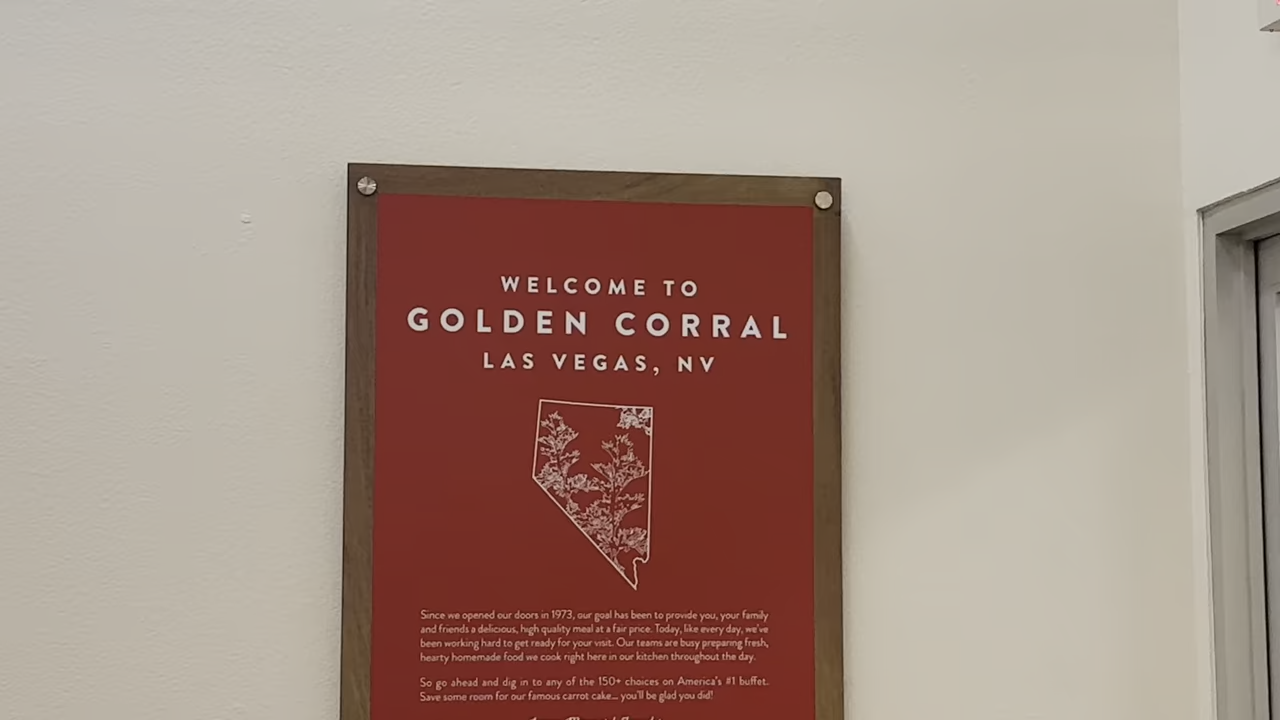 WELCOME TO
GOLDEN CORRAL
LAS VEGAS, NV
Since we opened our doors in 1973, our goal has been to provide you, your family
and friends a delicious, high quality meal at a fair price. Today, like every day, we've
been working hard to get ready for your visit. Our teams are busy preparing fresh,
hearty homemade food we cook right here in our kitchen throughout the day.
So go ahead and dig in to any of the 150+ choices on America's #1 buffet.
Save some room for our famous carrot cake... you'll be glad you did!